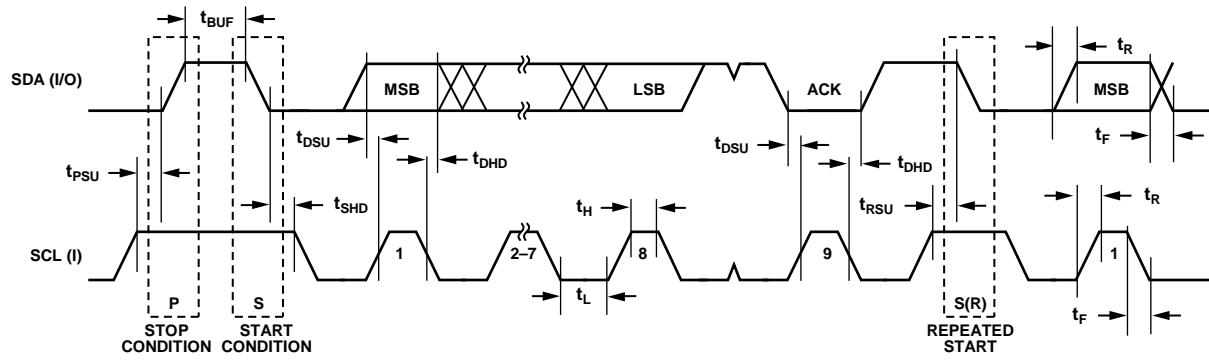 tBUF
tR
SDA (I/O)
MSB
LSB
ACK
MSB
tDSU
tDHD
tDSU
tDHD
tF
tPSU
tSHD
tH
tRSU
tR
SCL (I)
1
2–7
8
9
1
P
S
tL
S(R)
tF
STOP
CONDITION
START
CONDITION
REPEATED
START